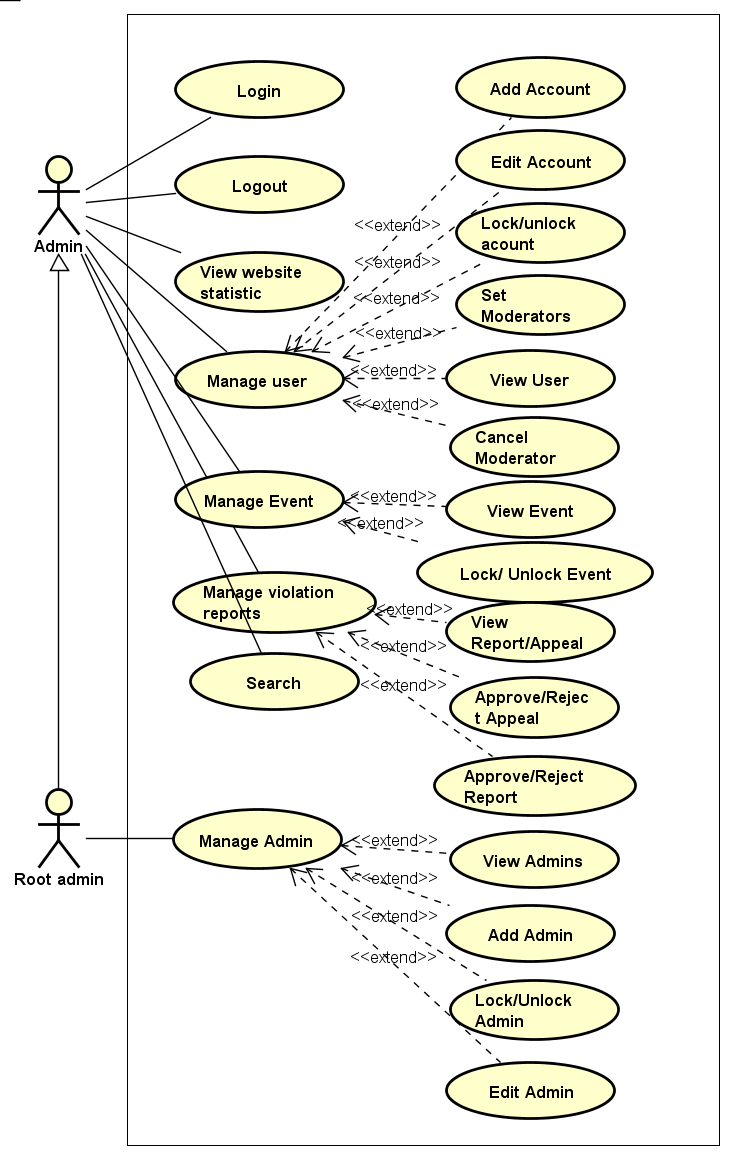 Login
Add Account
Logout
Edit Account
Admin
<<extend>>
Lock/unlock
acount
View website
statistic
<<extend>>
<<extend>>
Set
Moderators
<<extend>>
Manage user
<<extend>>
View User
<<extend>>
Cancel
Moderator
Manage Event
<<extend>>
View Event
<<extend>>
Lock/ Unlock Event
Manage violation
reports
<<extend>>
View
Report/Appeal
<<extend>>
Search
<<extend>>
Approve/Rejec
t Appeal
Approve/Reject
Report
Root admin
Manage Admin
<<extend>>
View Admins
<<extend>>
<<extend>>
Add Admin
<<extend>>
Lock/Unlock
Admin
Edit Admin